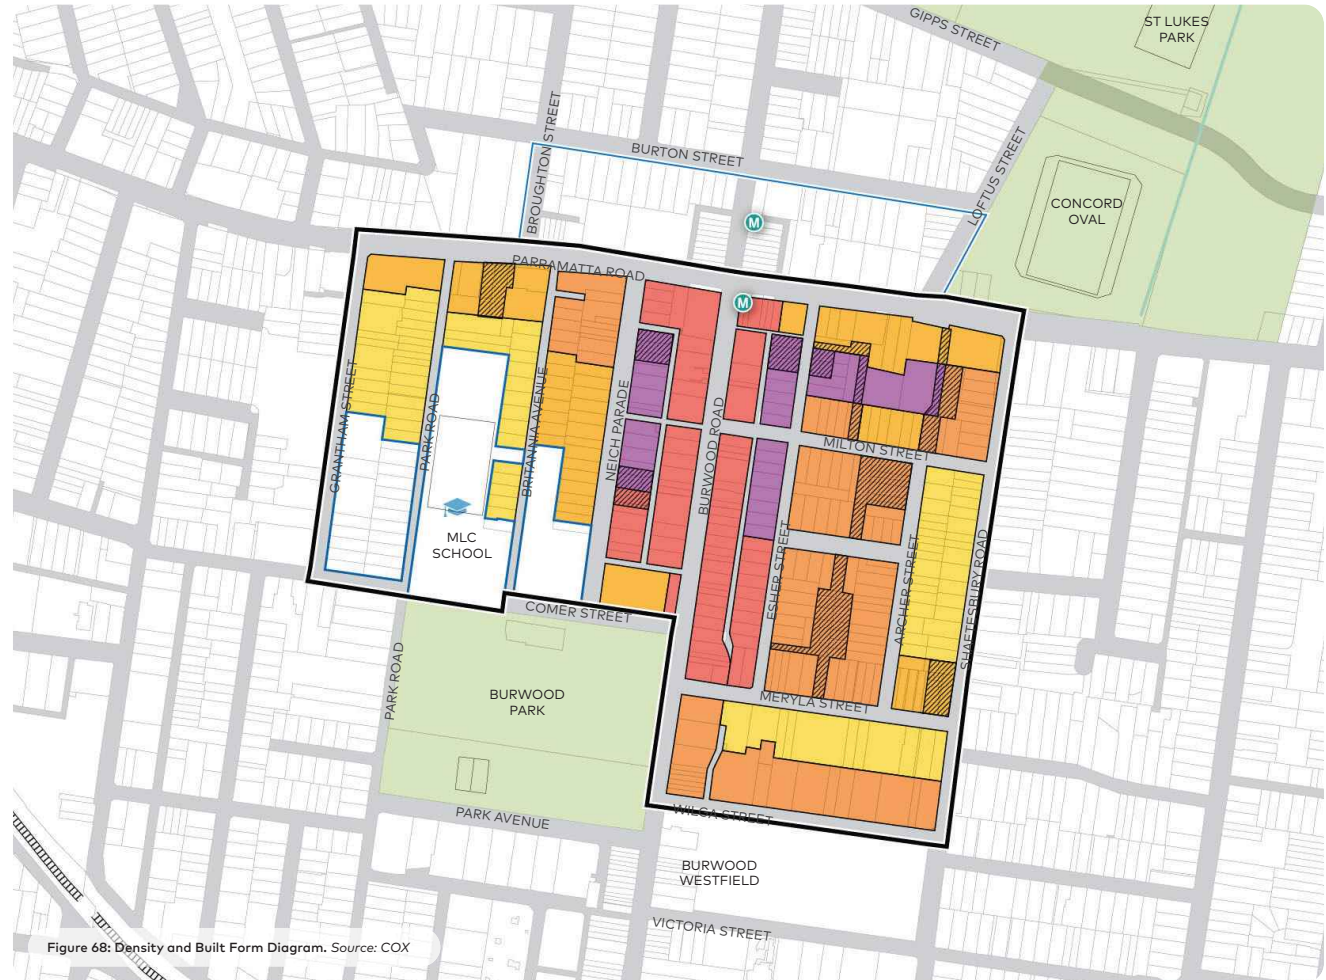 GIPPS STREET
ST LUKES
PARK
BROUGHTON STREET
BURTON STREET
LOFTUS STREET
CONCORD
OVAL
M
PARRAMATTA ROAD
M
GRANTHAM STREET
PARK ROAD
BRITANNIA AVENUE
NEICH PARADE
BURWOOD ROAD
MILTON STREET
MLC
SCHOOL
ESHER STREET
ARCHER STREET
SHAFTESBURY ROAD
COMER STREET
PARK ROAD
BURWOOD
PARK
MERYLA STREET
PARK AVENUE
WILGA STREET
BURWOOD
WESTFIELD
VICTORIA STREET
Figure 68: Density and Built Form Diagram. Source: COX